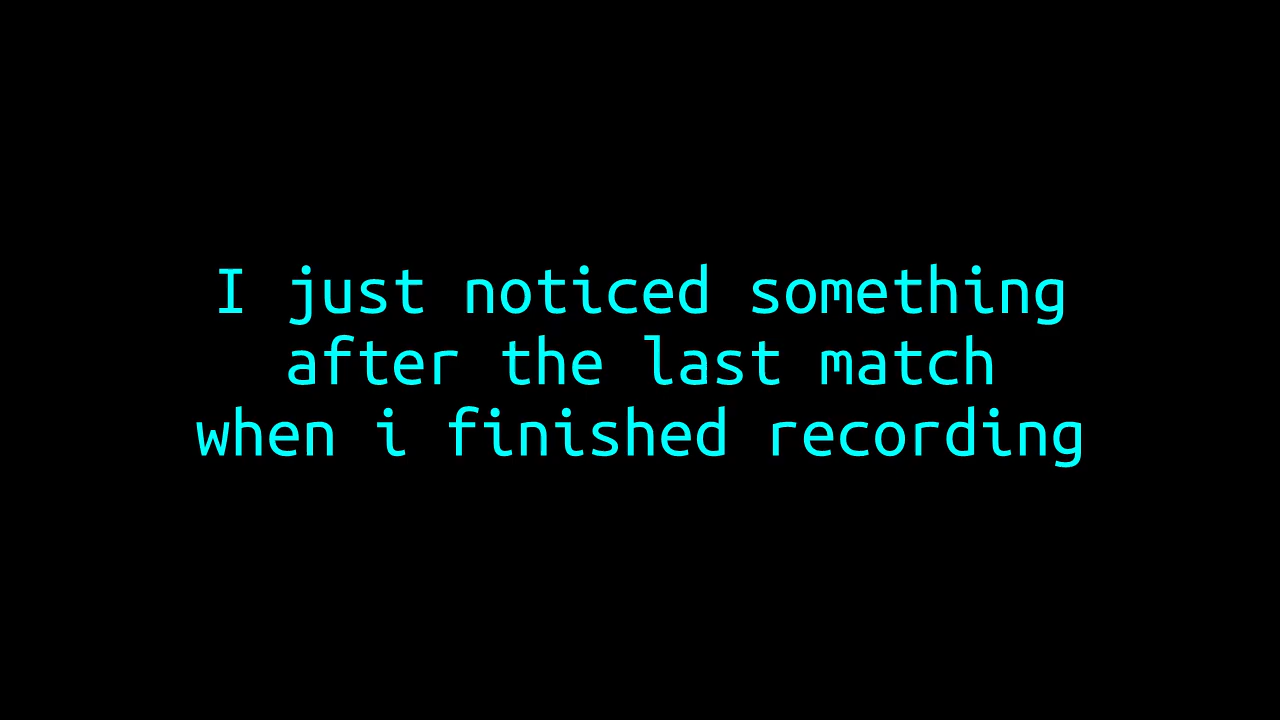 I just noticed something
after the last match
when i finished recording